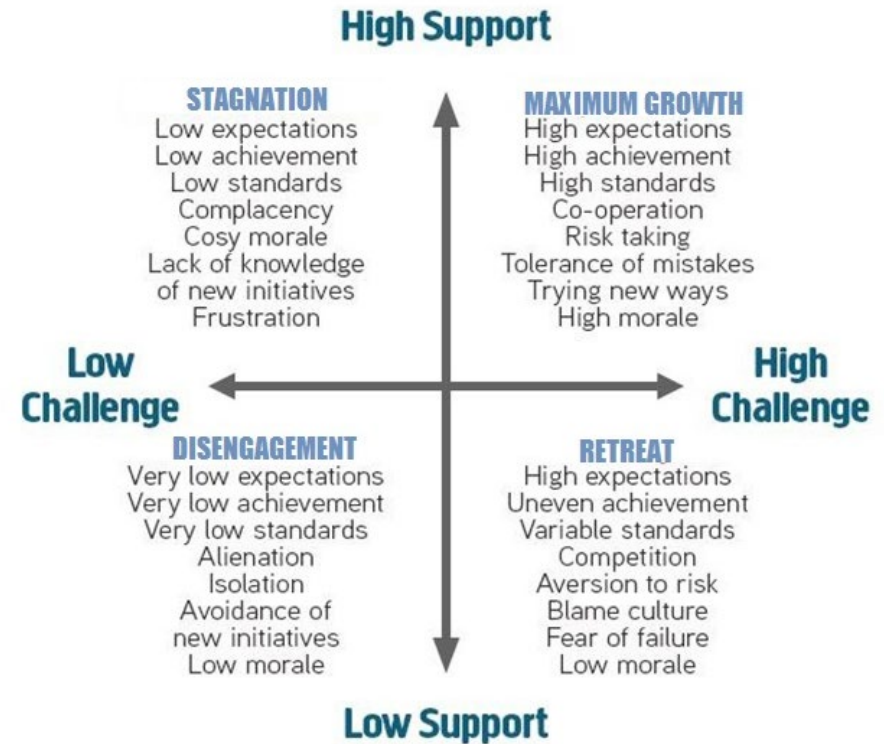 High Support
STAGNATION
Low expectations
Low achievement
Low standards
Complacency
Cosy morale
Lack of knowledge
of new initiatives
Frustration
MAXIMUM GROWTH
High expectations
High achievement
High standards
Co-operation
Risk taking
Tolerance of mistakes
Trying new ways
High morale
Low
Challenge
High
Challenge
DISENGAGEMENT
Very low expectations
Very low achievement
Very low standards
Alienation
Isolation
Avoidance of
new initiatives
Low morale
RETREAT
High expectations
Uneven achievement
Variable standards
Competition
Aversion to risk
Blame culture
Fear of failure
Low morale
Low Support